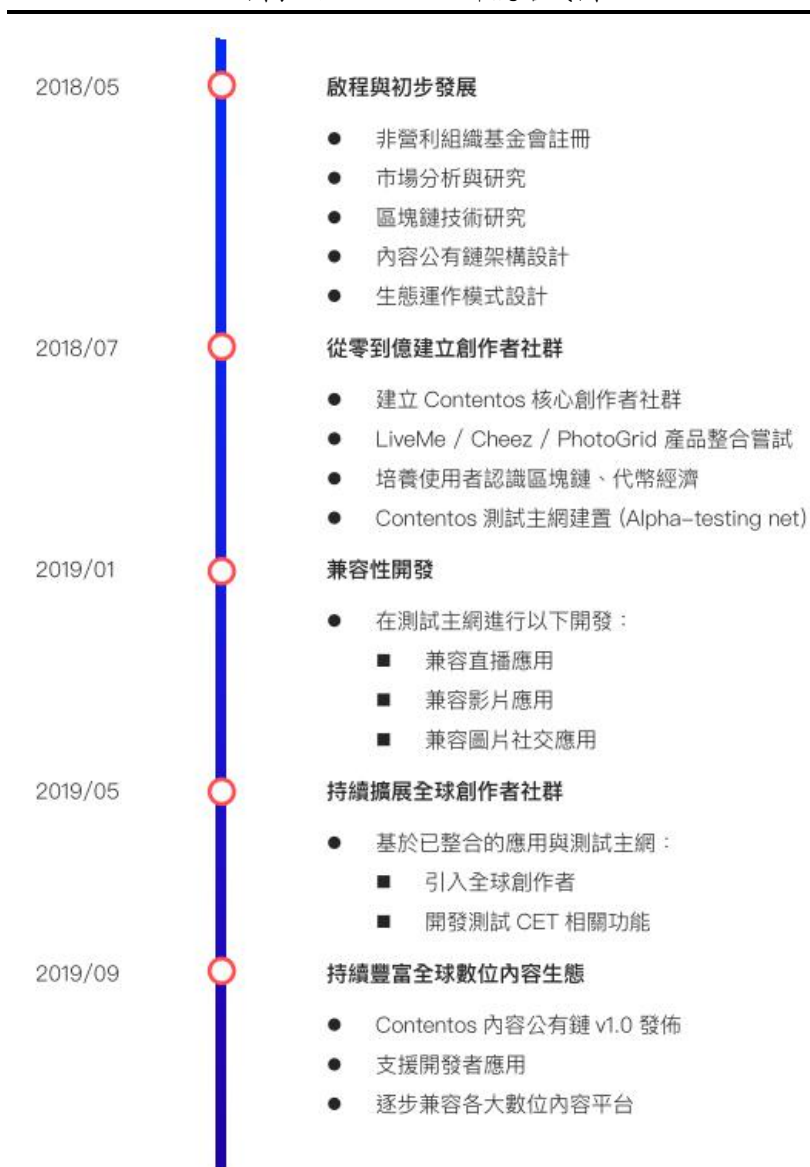 2018/05 啟程與初步發展
● 非營利組織基金會註冊
● 市場分析與研究
● 區塊鏈技術研究
● 內容公有鏈架構設計
● 生態運作模式設計
2018/07 從零到億建立創作者社群
● 建立 Contentos 核心創作者社群
● LiveMe / Cheez / PhotoGrid 產品整合嘗試
● 培養使用者認識區塊鏈、代幣經濟
● Contentos 測試主網建置 (Alpha-testing net)
2019/01 兼容性開發
● 在測試主網進行以下開發：
■ 兼容直播應用
■ 兼容影片應用
■ 兼容圖片社交應用
2019/05 持續擴展全球創作者社群
● 基於已整合的應用與測試主網：
■ 引入全球創作者
■ 開發測試 CET 相關功能
2019/09 持續豐富全球數位內容生態
● Contentos 內容公有鏈 v1.0 發佈
● 支援開發者應用
● 逐步兼容各大數位內容平台